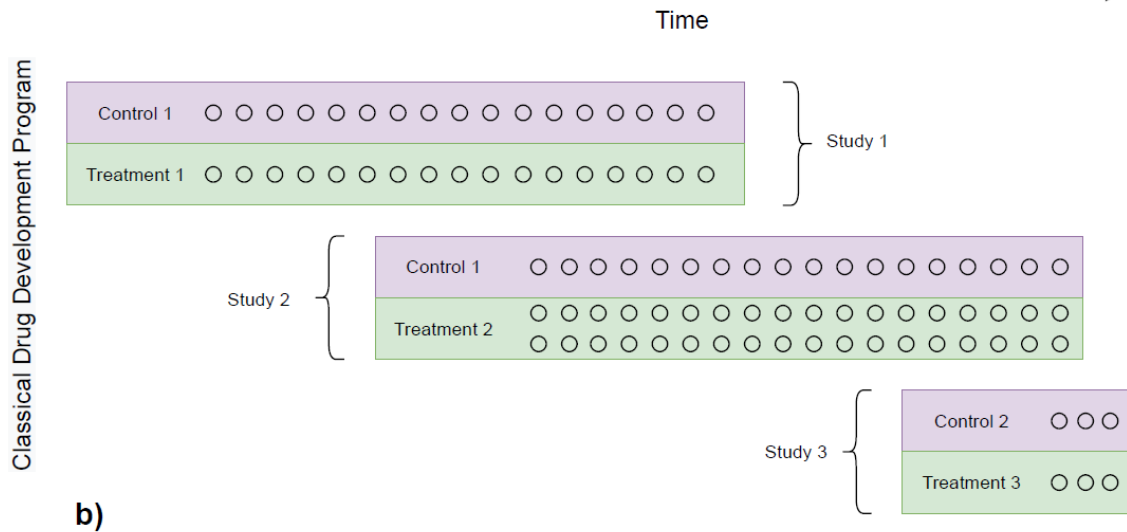 Time
Classical Drug Development Program
Control 1
Treatment 1
Study 1
Study 2
Control 1
Treatment 2
Study 3
Control 2
Treatment 3
b)